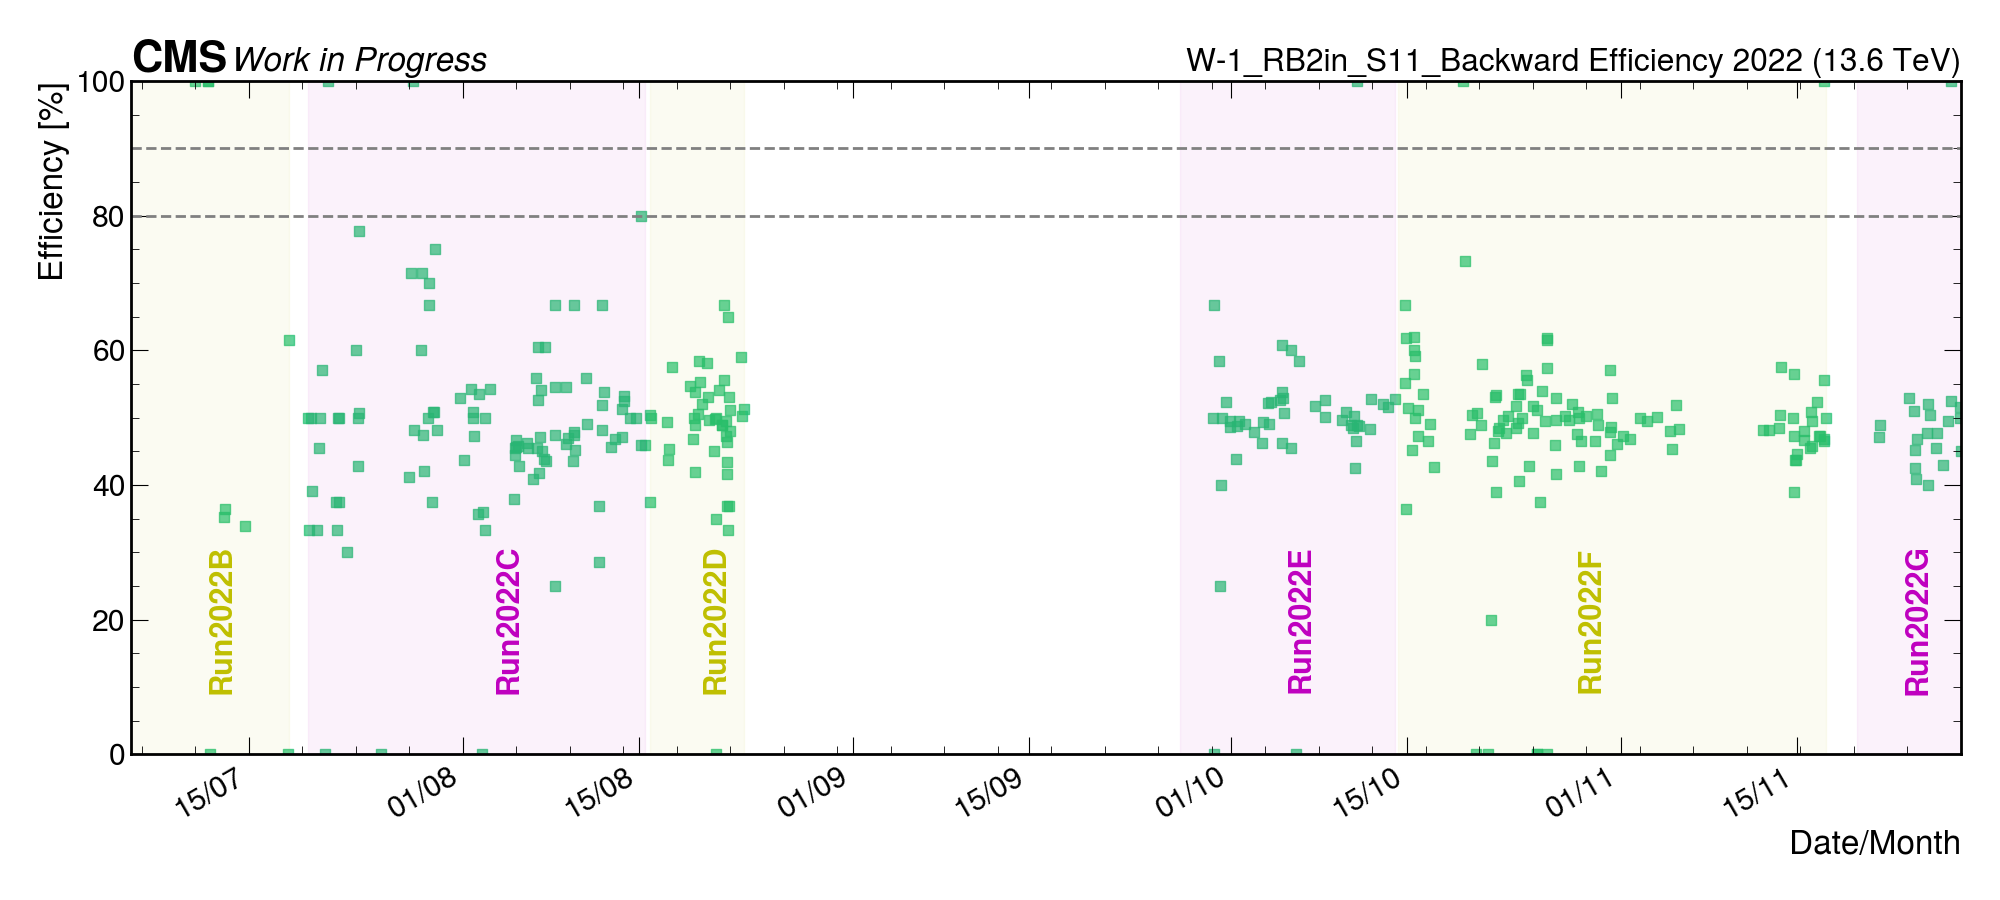 CMS Work in Progress
W-1_RB2in_S11_Backward Efficiency 2022 (13.6 TeV)
Efficiency [%]
100
80
60
40
20
0
Run2022B
Run2022C
Run2022D
Run2022E
Run2022F
Run2022G
15/07
01/08
15/08
01/09
15/09
01/10
15/10
01/11
15/11
Date/Month